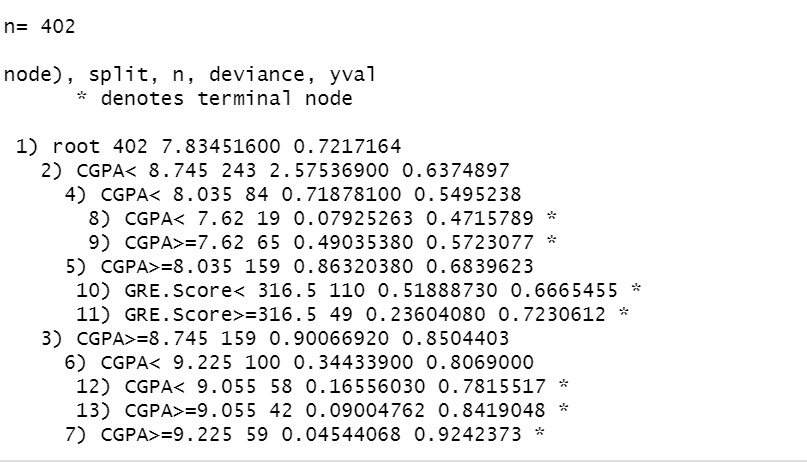 n= 402
node), split, n, deviance, yval
* denotes terminal node
1) root 402 7.83451600 0.7217164
2) CGPA< 8.745 243 2.57536900 0.6374897
4) CGPA< 8.035 84 0.71878100 0.5495238
8) CGPA< 7.62 19 0.07925263 0.4715789 *
9) CGPA>=7.62 65 0.49035380 0.5723077 *
5) CGPA>=8.035 159 0.86320380 0.6839623
10) GRE.Score< 316.5 110 0.51888730 0.6665455 *
11) GRE.Score>=316.5 49 0.23604080 0.7230612 *
3) CGPA>=8.745 159 0.90066920 0.8504403
6) CGPA< 9.225 100 0.34433900 0.8069000
12) CGPA< 9.055 58 0.16556030 0.7815517 *
13) CGPA>=9.055 42 0.09004762 0.8419048 *
7) CGPA>=9.225 59 0.04544068 0.9242373 *